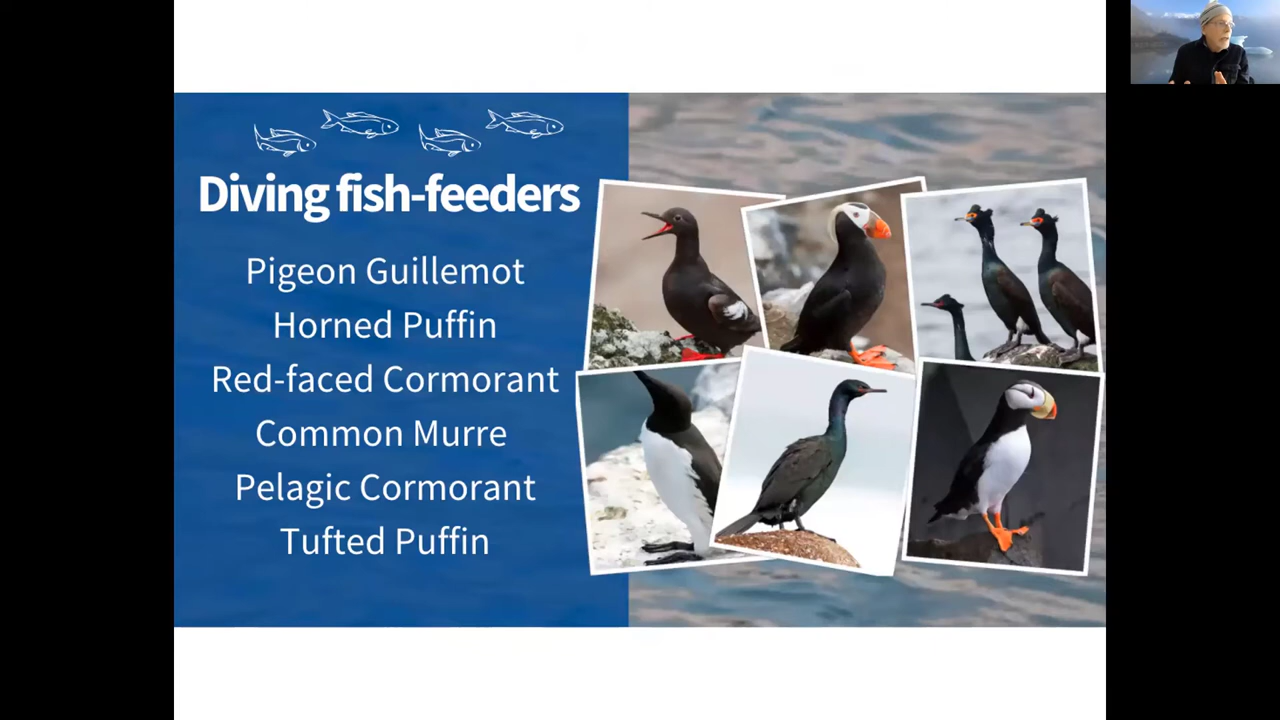 Diving fish-feeders
Pigeon Guillemot
Horned Puffin
Red-faced Cormorant
Common Murre
Pelagic Cormorant
Tufted Puffin